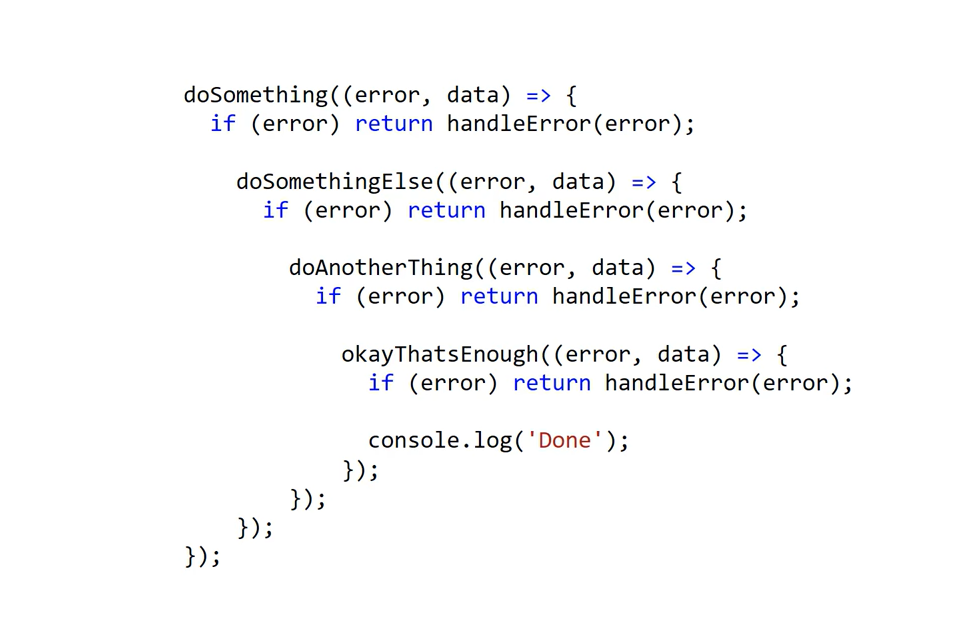 doSomething((error, data) => {
  if (error) return handleError(error);

    doSomethingElse((error, data) => {
      if (error) return handleError(error);

        doAnotherThing((error, data) => {
          if (error) return handleError(error);

            okayThatsEnough((error, data) => {
              if (error) return handleError(error);

              console.log('Done');
            });
        });
    });
});